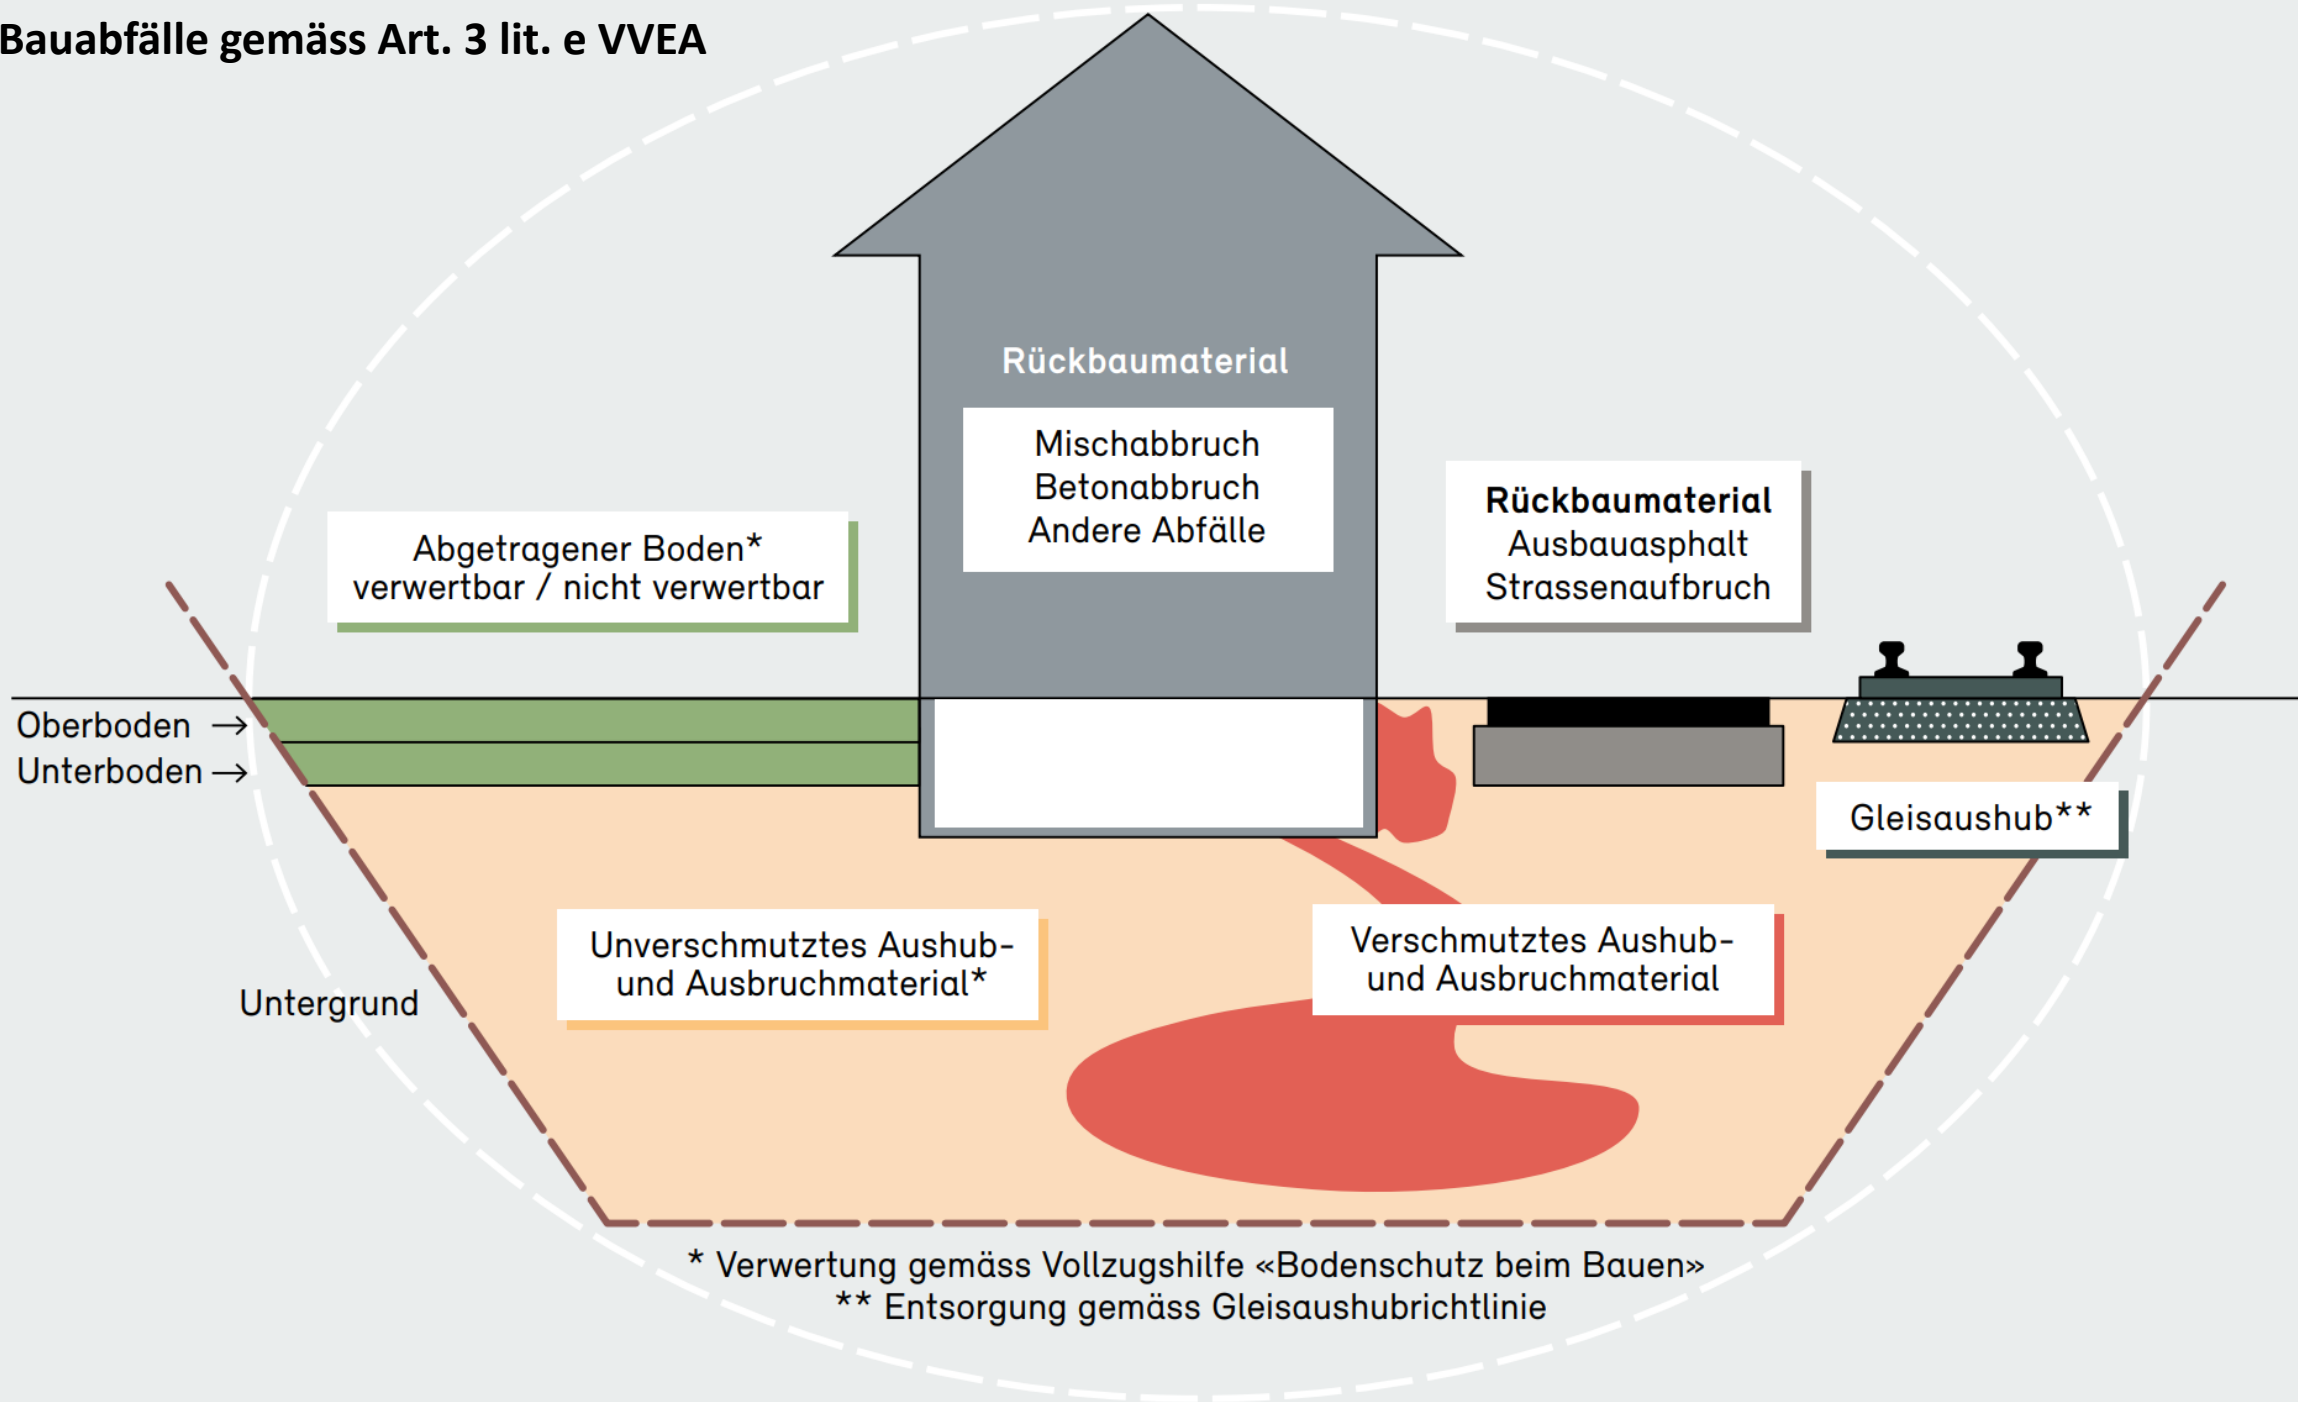 Bauabfälle gemäss Art. 3 lit. e VVEA
Rückbaumaterial
Mischabbruch
Betonabbruch
Andere Abfälle
Rückbaumaterial
Ausbauasphalt
Strassenaufbruch
Abgetragener Boden*
verwertbar / nicht verwertbar
Oberboden →
Unterboden →
Gleisaushub**
Unverschmutztes Aushub-
und Ausbruchmaterial*
Verschmutztes Aushub-
und Ausbruchmaterial
Untergrund
* Verwertung gemäss Vollzugshilfe «Bodenschutz beim Bauen»
** Entsorgung gemäss Gleisaushubrichtlinie